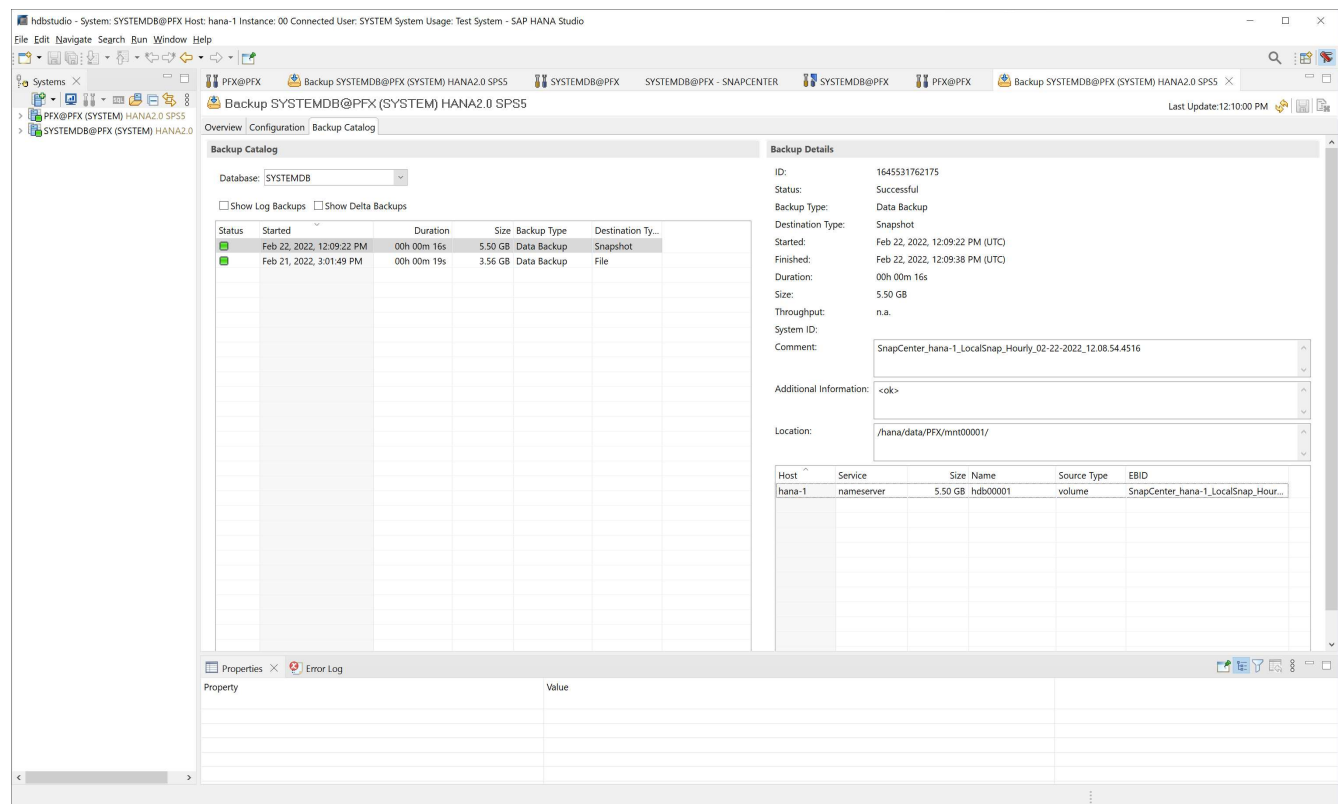 hdbstudio - System: SYSTEMDB@PFX Host: hana-1 Instance: 00 Connected User: SYSTEM System Usage: Test System - SAP HANA Studio
File Edit Navigate Search Run Window Help
Systems
PFX@PFX
Backup SYSTEMDB@PFX (SYSTEM) HANA2.0 SPS5
SYSTEMDB@PFX
SYSTEMDB@PFX - SNAPCENTER
SYSTEMDB@PFX
PFX@PFX
Backup SYSTEMDB@PFX (SYSTEM) HANA2.0 SPS5
PFX@PFX (SYSTEM) HANA2.0 SPS5
SYSTEMDB@PFX (SYSTEM) HANA2.0
Backup SYSTEMDB@PFX (SYSTEM) HANA2.0 SPS5
Last Update:12:10:00 PM
Overview Configuration Backup Catalog
Backup Catalog
Database: SYSTEMDB
Show Log Backups Show Delta Backups
Status Started Duration Size Backup Type Destination Ty...
Feb 22, 2022, 12:09:22 PM 00h 00m 16s 5.50 GB Data Backup Snapshot
Feb 21, 2022, 3:01:49 PM 00h 00m 19s 3.56 GB Data Backup File
Backup Details
ID: 1645531762175
Status: Successful
Backup Type: Data Backup
Destination Type: Snapshot
Started: Feb 22, 2022, 12:09:22 PM (UTC)
Finished: Feb 22, 2022, 12:09:38 PM (UTC)
Duration: 00h 00m 16s
Size: 5.50 GB
Throughput: n.a.
System ID:
Comment: SnapCenter_hana-1_LocalSnap_Hourly_02-22-2022_12.08.54.4516
Additional Information: <ok>
Location: /hana/data/PFX/mnt00001/
Host Service Size Name Source Type EBID
hana-1 nameserver 5.50 GB hdb00001 volume SnapCenter_hana-1_LocalSnap_Hour...
Properties Error Log
Property Value